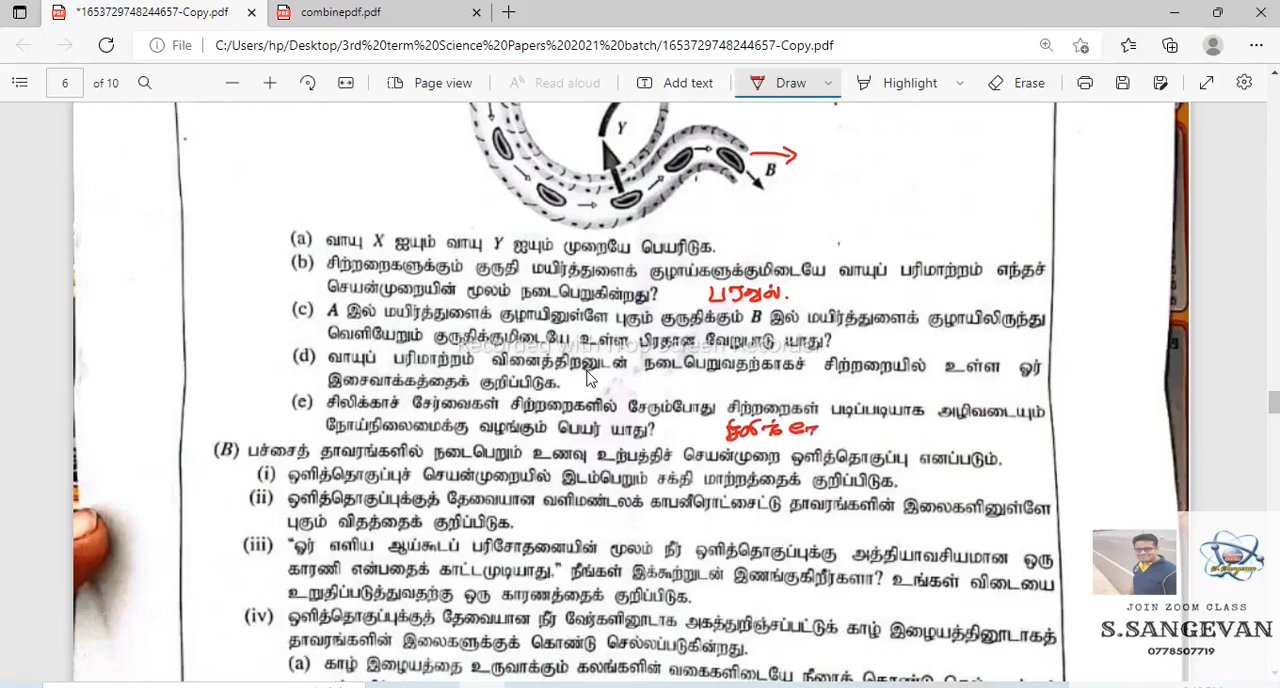 *1653729748244657-Copy.pdf
combinepdf.pdf
File C:/Users/hp/Desktop/3rd%20term%20Science%20Papers%202021%20batch/1653729748244657-Copy.pdf
6 of 10
Page view
Read aloud
Add text
Draw
Highlight
Erase
Y
B
(a) வாயு X ஐயும் வாயு Y ஐயும் முறையே பெயரிடுக.
(b) சிற்றறைகளுக்கும் குருதி மயிர்த்துளைக் குழாய்களுக்குமிடையே வாயுப் பரிமாற்றம் எந்தச்
செயன்முறையின் மூலம் நடைபெறுகின்றது? பரவல்.
(c) A இல் மயிர்த்துளைக் குழாயினுள்ளே புகும் குருதிக்கும் B இல் மயிர்த்துளைக் குழாயிலிருந்து
வெளியேறும் குருதிக்குமிடையே உள்ள பிரதான வேறுபாடு யாது?
(d) வாயுப் பரிமாற்றம் வினைத்திறனுடன் நடைபெறுவதற்காகச் சிற்றறையில் உள்ள ஓர்
இசைவாக்கத்தைக் குறிப்பிடுக.
(e) சிலிக்காச் சேர்வைகள் சிற்றறைகளில் சேரும்போது சிற்றறைகள் படிப்படியாக அழிவடையும்
நோய்நிலைமைக்கு வழங்கும் பெயர் யாது?
(B) பச்சைத் தாவரங்களில் நடைபெறும் உணவு உற்பத்திச் செயன்முறை ஒளித்தொகுப்பு எனப்படும்.
(i) ஒளித்தொகுப்புச் செயன்முறையில் இடம்பெறும் சக்தி மாற்றத்தைக் குறிப்பிடுக.
(ii) ஒளித்தொகுப்புக்குத் தேவையான வளிமண்டலக் காபனீரொட்சைட்டு தாவரங்களின் இலைகளினுள்ளே
புகும் விதத்தைக் குறிப்பிடுக.
(iii) "ஓர் எளிய ஆய்கூடப் பரிசோதனையின் மூலம் நீர் ஒளித்தொகுப்புக்கு அத்தியாவசியமான ஒரு
காரணி என்பதைக் காட்டமுடியாது." நீங்கள் இக்கூற்றுடன் இணங்குகிறீர்களா? உங்கள் விடையை
உறுதிப்படுத்துவதற்கு ஒரு காரணத்தைக் குறிப்பிடுக.
(iv) ஒளித்தொகுப்புக்குத் தேவையான நீர் வேர்களினூடாக அகத்துறிஞ்சப்பட்டுக் காழ் இழையத்தினூடாகத்
தாவரங்களின் இலைகளுக்குக் கொண்டு செல்லப்படுகின்றது.
(a) காழ் இழையத்தை உருவாக்கும் கலங்களின் வகைகளிடையே நீரைக் கொண்டு
JOIN ZOOM CLASS
S.SANGEVAN
0778507719